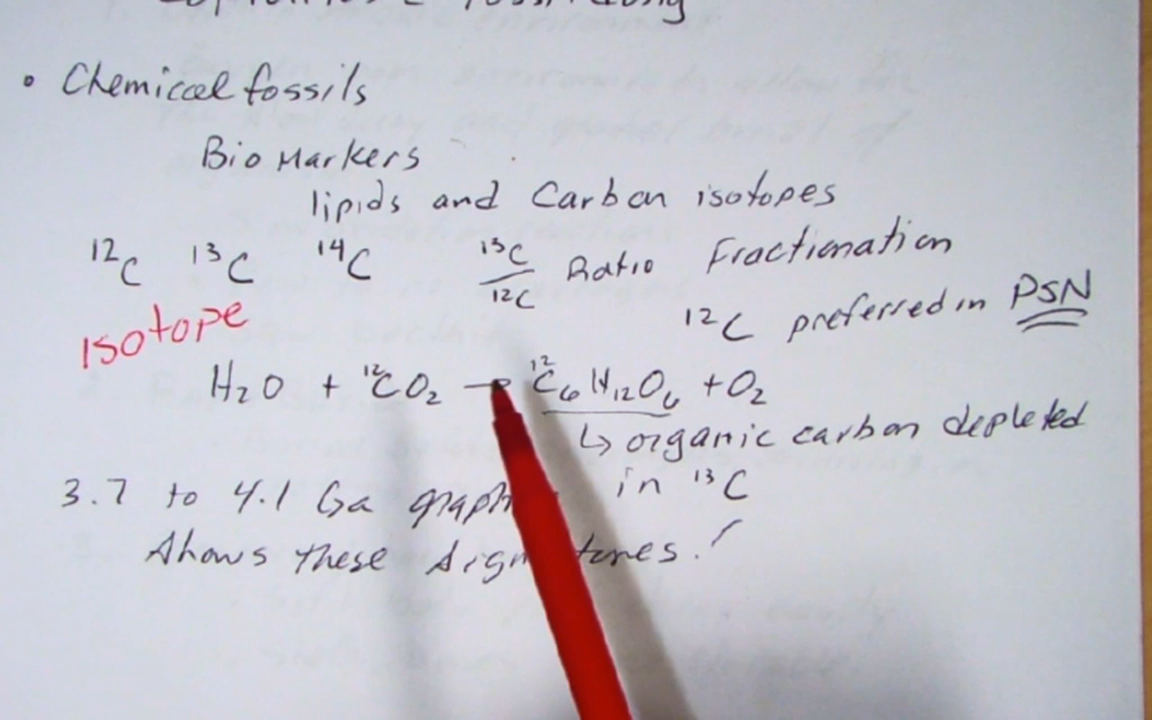 • Chemical fossils
Bio Markers
lipids and Carbon isotopes
¹²C ¹³C ¹⁴C ¹³C/¹²C Ratio Fractionation
¹²C preferred in PSN
isotope
H₂O + ¹²CO₂ → ¹²C₆H₁₂O₆ + O₂
↳ organic carbon depleted
in ¹³C
3.7 to 4.1 Ga
shows these !